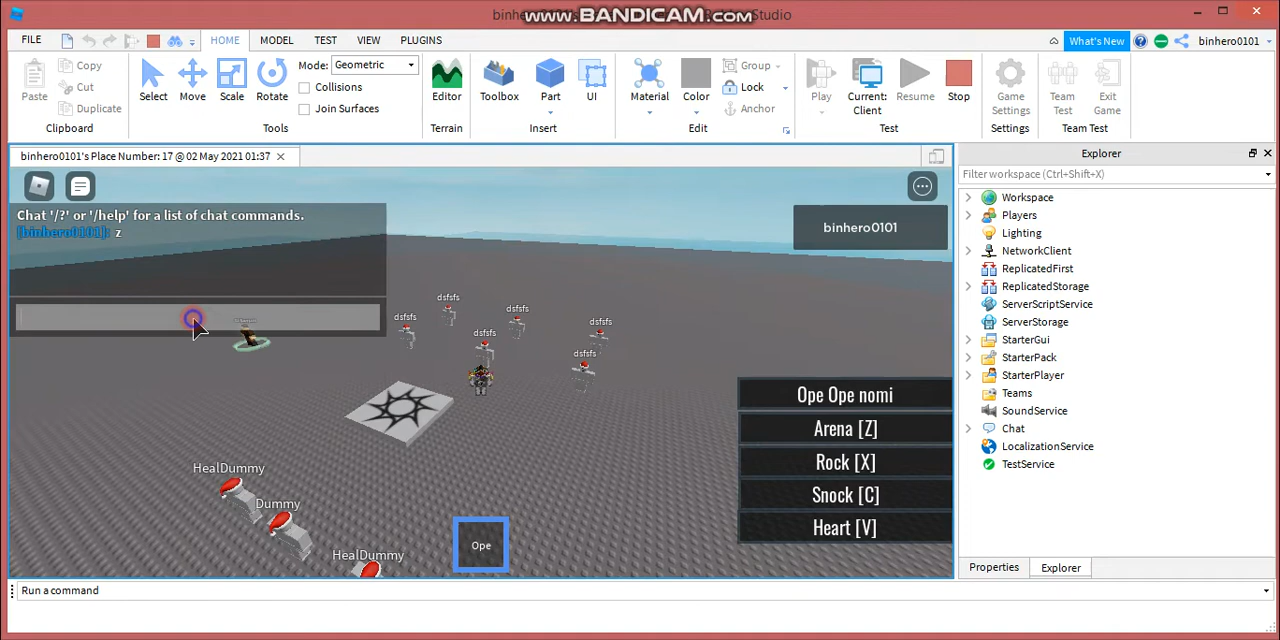 www.BANDICAM.com
binhero Studio
FILE HOME MODEL TEST VIEW PLUGINS What's New binhero0101
Paste Copy Cut Duplicate
Select Move Scale Rotate
Mode: Geometric
Collisions
Join Surfaces
Editor Toolbox Part UI Material Color
Group
Lock
Anchor
Play Current: Client Resume Stop
Game Settings
Team Test
Exit Game
Clipboard Tools Terrain Insert Edit Test Settings Team Test
binhero0101's Place Number: 17 @ 02 May 2021 01:37
Chat '/?' or '/help' for a list of chat commands.
[binhero0101]: z
binhero0101
dsfsfs
dsfsfs
dsfsfs
dsfsfs
dsfsfs
dsfsfs
HealDummy
Dummy
HealDummy
Ope
Ope Ope nomi
Arena [Z]
Rock [X]
Snock [C]
Heart [V]
Explorer
Filter workspace (Ctrl+Shift+X)
Workspace
Players
Lighting
NetworkClient
ReplicatedFirst
ReplicatedStorage
ServerScriptService
ServerStorage
StarterGui
StarterPack
StarterPlayer
Teams
SoundService
Chat
LocalizationService
TestService
Properties Explorer
Run a command